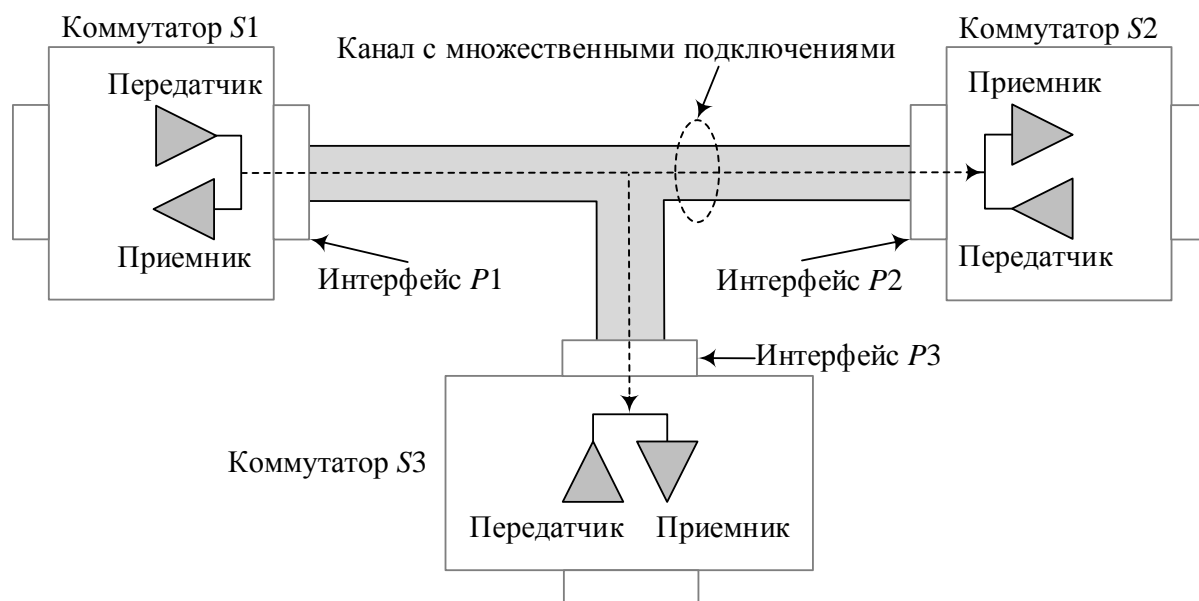 Коммутатор S1
Коммутатор S2
Канал с множественными подключениями
Передатчик
Приемник
Приемник
Передатчик
Интерфейс P1
Интерфейс P2
Интерфейс P3
Коммутатор S3
Передатчик
Приемник